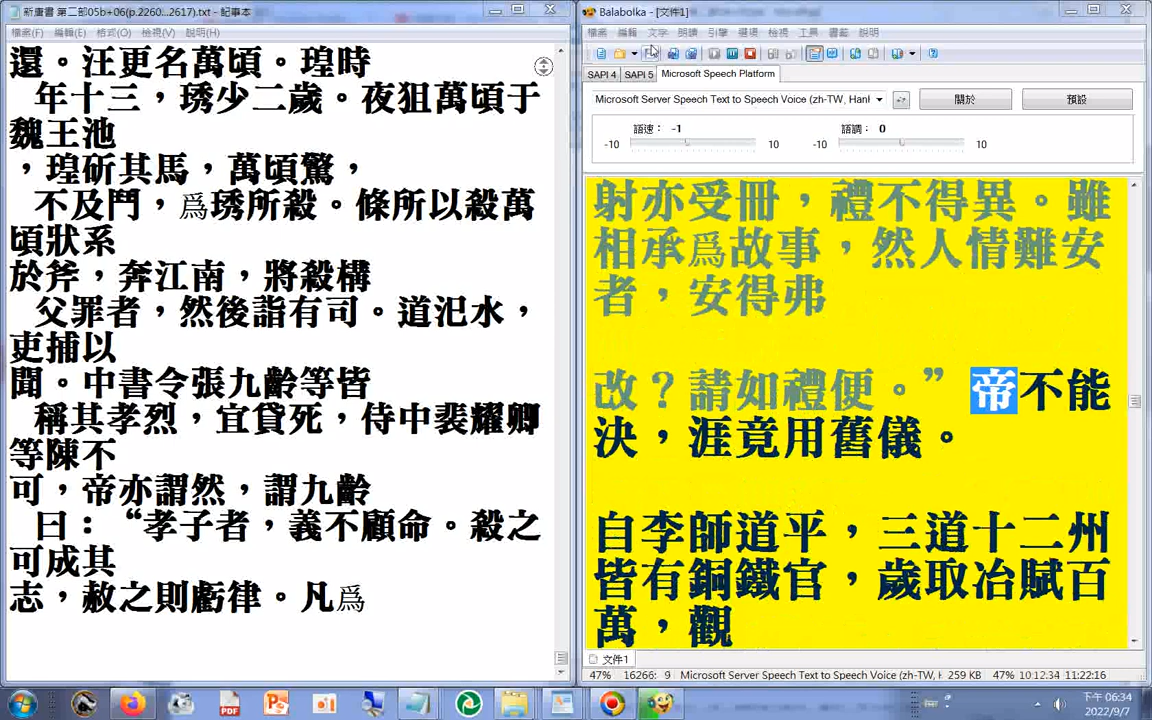 新唐書 第二部05b+06(p.2260...2617).txt - 記事本
檔案(F) 編輯(E) 格式(O) 檢視(V) 說明(H)
還。汪更名萬頃。瑝時
年十三，琇少二歲。夜狙萬頃于
魏王池
，瑝斫其馬，萬頃驚，
不及鬥，爲琇所殺。條所以殺萬
頃狀系
於斧，奔江南，將殺構
父罪者，然後詣有司。道汜水，
吏捕以
聞。中書令張九齡等皆
稱其孝烈，宜貸死，侍中裴耀卿
等陳不
可，帝亦謂然，謂九齡
曰：“孝子者，義不顧命。殺之
可成其
志，赦之則虧律。凡爲
Balabolka - [文件1]
檔案 編輯 文字 朗讀 引擎 選項 檢視 工具 書籤 說明
SAPI 4 SAPI 5 Microsoft Speech Platform
Microsoft Server Speech Text to Speech Voice (zh-TW, HanH 關於 預設
語速： -1 語調： 0
-10 10 -10 10
射亦受冊，禮不得異。雖
相承爲故事，然人情難安
者，安得弗
改？請如禮便。”帝不能
決，涯竟用舊儀。
自李師道平，三道十二州
皆有銅鐵官，歲取冶賦百
萬，觀
文件1
47% 16266: 9 Microsoft Server Speech Text to Speech Voice (zh-TW, H 259 KB 47% 10:12.34 11:22:16
下午 06:34
2022/9/7